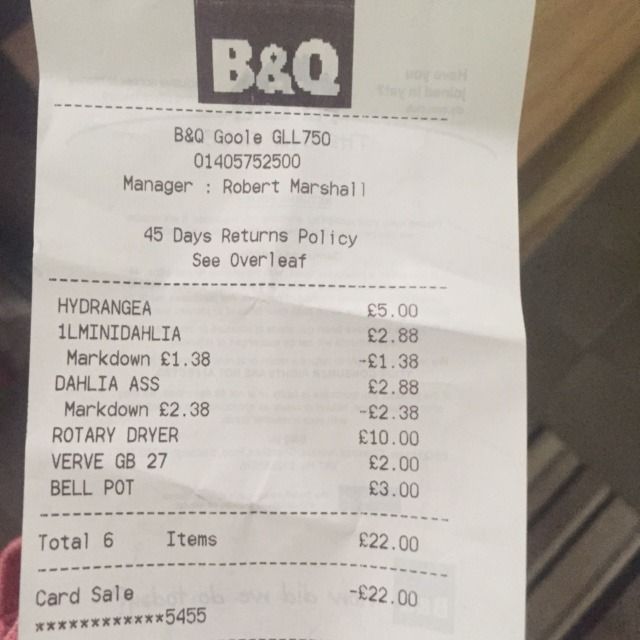 B&Q
B&Q Goole GLL750
01405752500
Manager : Robert Marshall
45 Days Returns Policy
See Overleaf
HYDRANGEA £5.00
1LMINIDAHLIA £2.88
Markdown £1.38 -£1.38
DAHLIA ASS £2.88
Markdown £2.38 -£2.38
ROTARY DRYER £10.00
VERVE GB 27 £2.00
BELL POT £3.00
Total 6 Items £22.00
Card Sale -£22.00
************5455